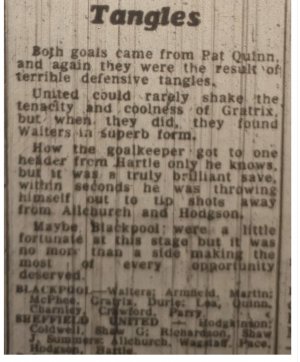 Tangles
Both goals came from Pat Quinn,
and again they were the result of
terrible defensive tangles.
United could rarely shake the
tenacity and coolness of Gratrix,
but when they did, they found
Walters in superb form.
How the goalkeeper got to one
header from Hartle only he knows,
but it was a truly brilliant save,
within seconds he was throwing
himself out to tip shots away
from Allchurch and Hodgson.
Maybe Blackpool were a little
fortunate at this stage but it was
no more than a side making the
most of every opportunity
deserved.
BLACKPOOL—Walters; Armfield, Martin;
McPhee, Gratrix, Durie; Lea, Quinn,
Charnley, Crawford, Parry.
SHEFFIELD UNITED — Hodgkinson;
Coldwell, Shaw G; Richardson, Shaw
J, Summers; Allchurch, Wagstaff, Pace,
Hodgson, Hartle.